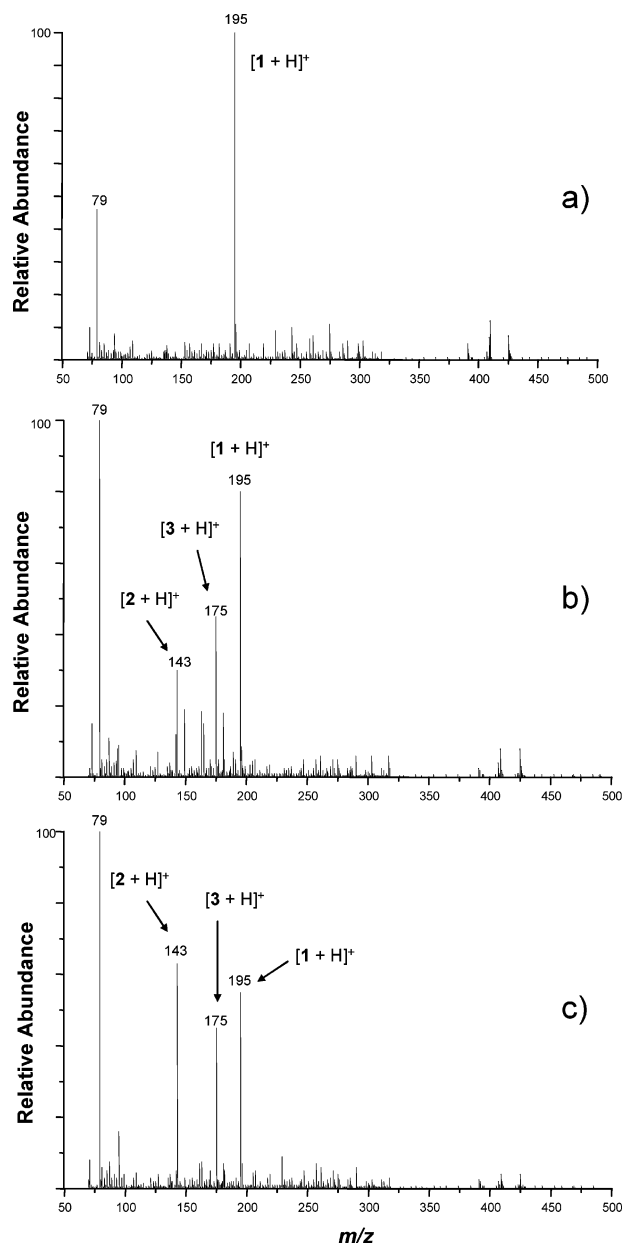 195
100
[1 + H]⁺
Relative Abundance
79
a)
50 100 150 200 250 300 350 400 450 500
79
100
[1 + H]⁺
195
[3 + H]⁺
[2 + H]⁺
175
143
Relative Abundance
b)
50 100 150 200 250 300 350 400 450 500
79
100
[2 + H]⁺
[3 + H]⁺
143
[1 + H]⁺
195
175
Relative Abundance
c)
50 100 150 200 250 300 350 400 450 500
m/z